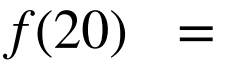 f(20) =